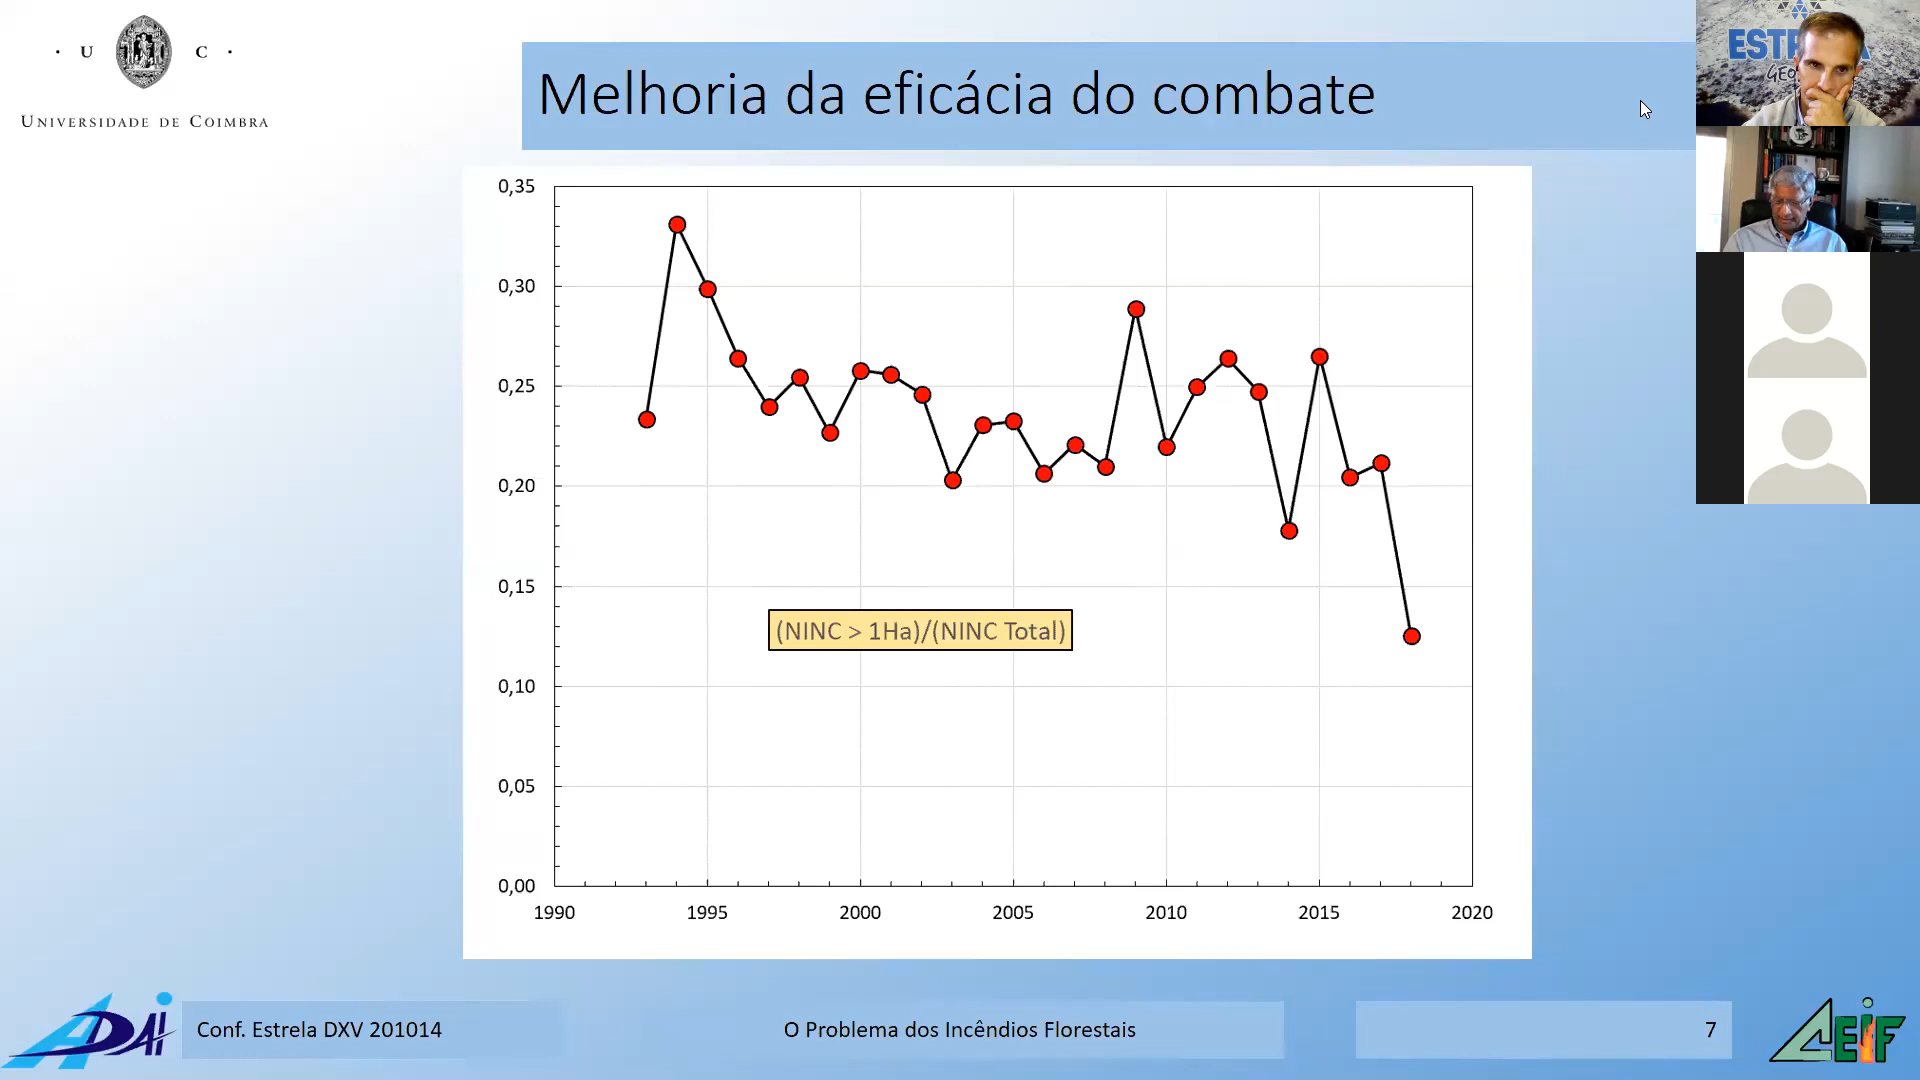 · U C ·
UNIVERSIDADE DE COIMBRA
Melhoria da eficácia do combate
0,35
0,30
0,25
0,20
0,15
0,10
0,05
0,00
1990 1995 2000 2005 2010 2015 2020
(NINC > 1Ha)/(NINC Total)
ADAI
Conf. Estrela DXV 201014
O Problema dos Incêndios Florestais
7
CEIF